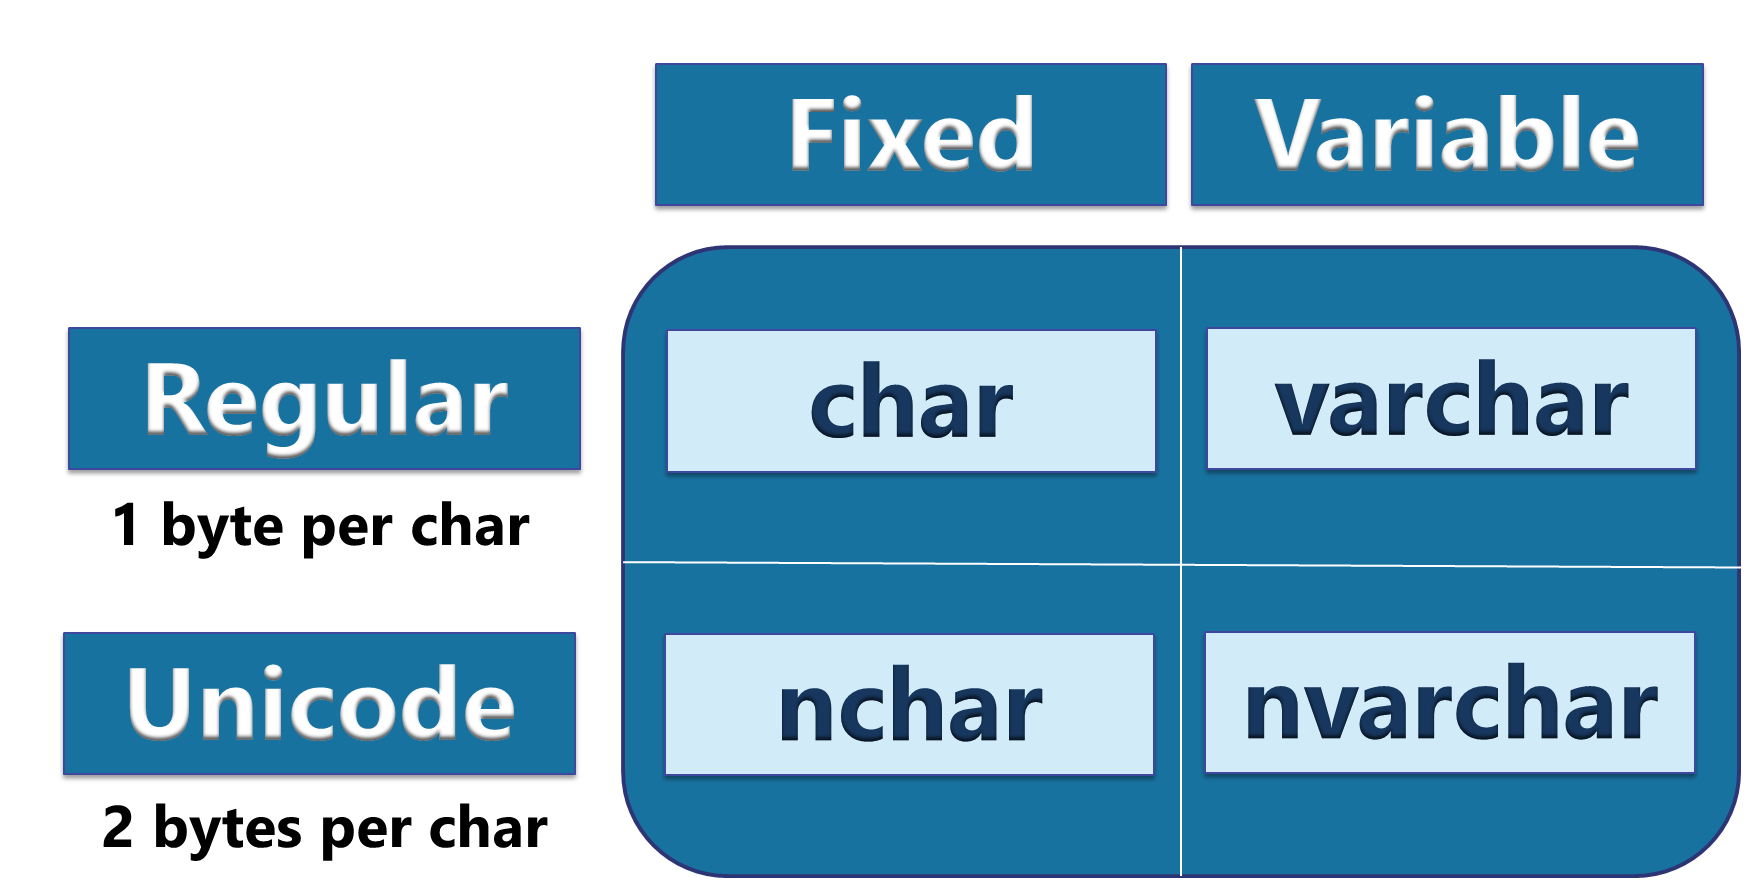 Fixed
Variable
Regular
char
varchar
1 byte per char
Unicode
nchar
nvarchar
2 bytes per char